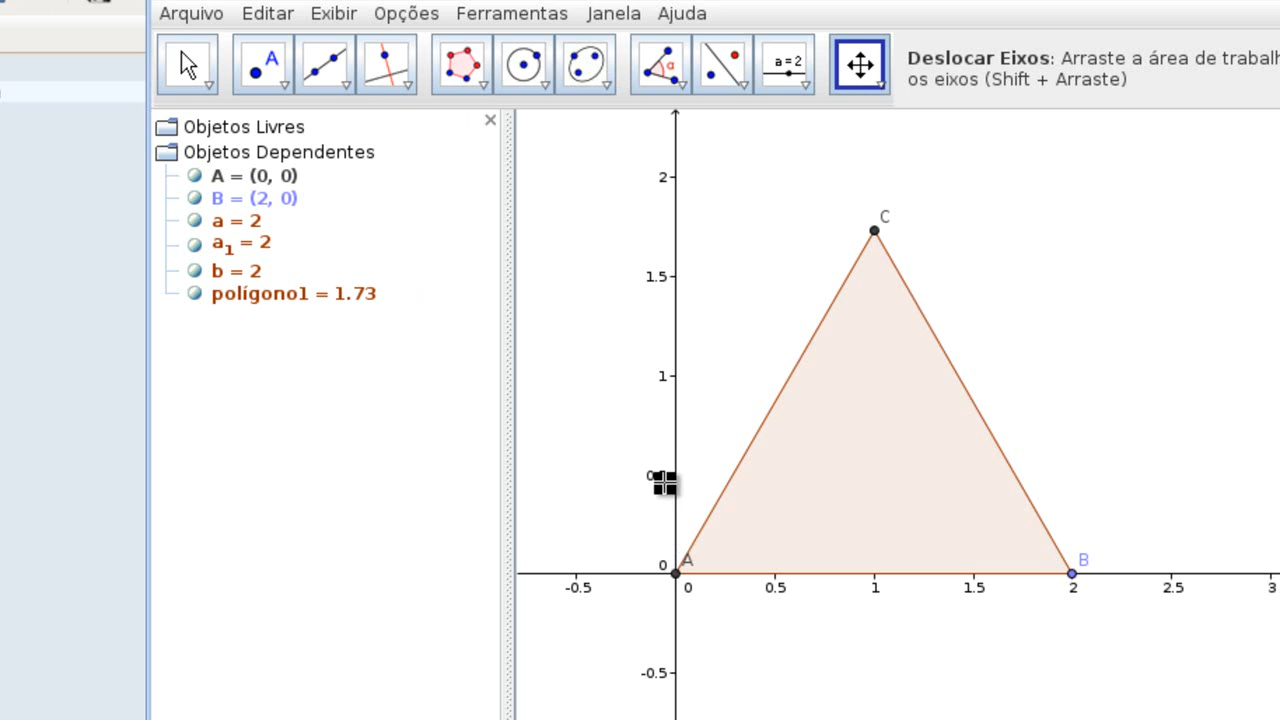 Arquivo Editar Exibir Opções Ferramentas Janela Ajuda
A
α
a=2
Deslocar Eixos: Arraste a área de trabalh
os eixos (Shift + Arraste)
Objetos Livres
Objetos Dependentes
A = (0, 0)
B = (2, 0)
a = 2
a1 = 2
b = 2
polígono1 = 1.73
2
C
1.5
1
0
A
B
-0.5 0 0.5 1 1.5 2 2.5 3
-0.5